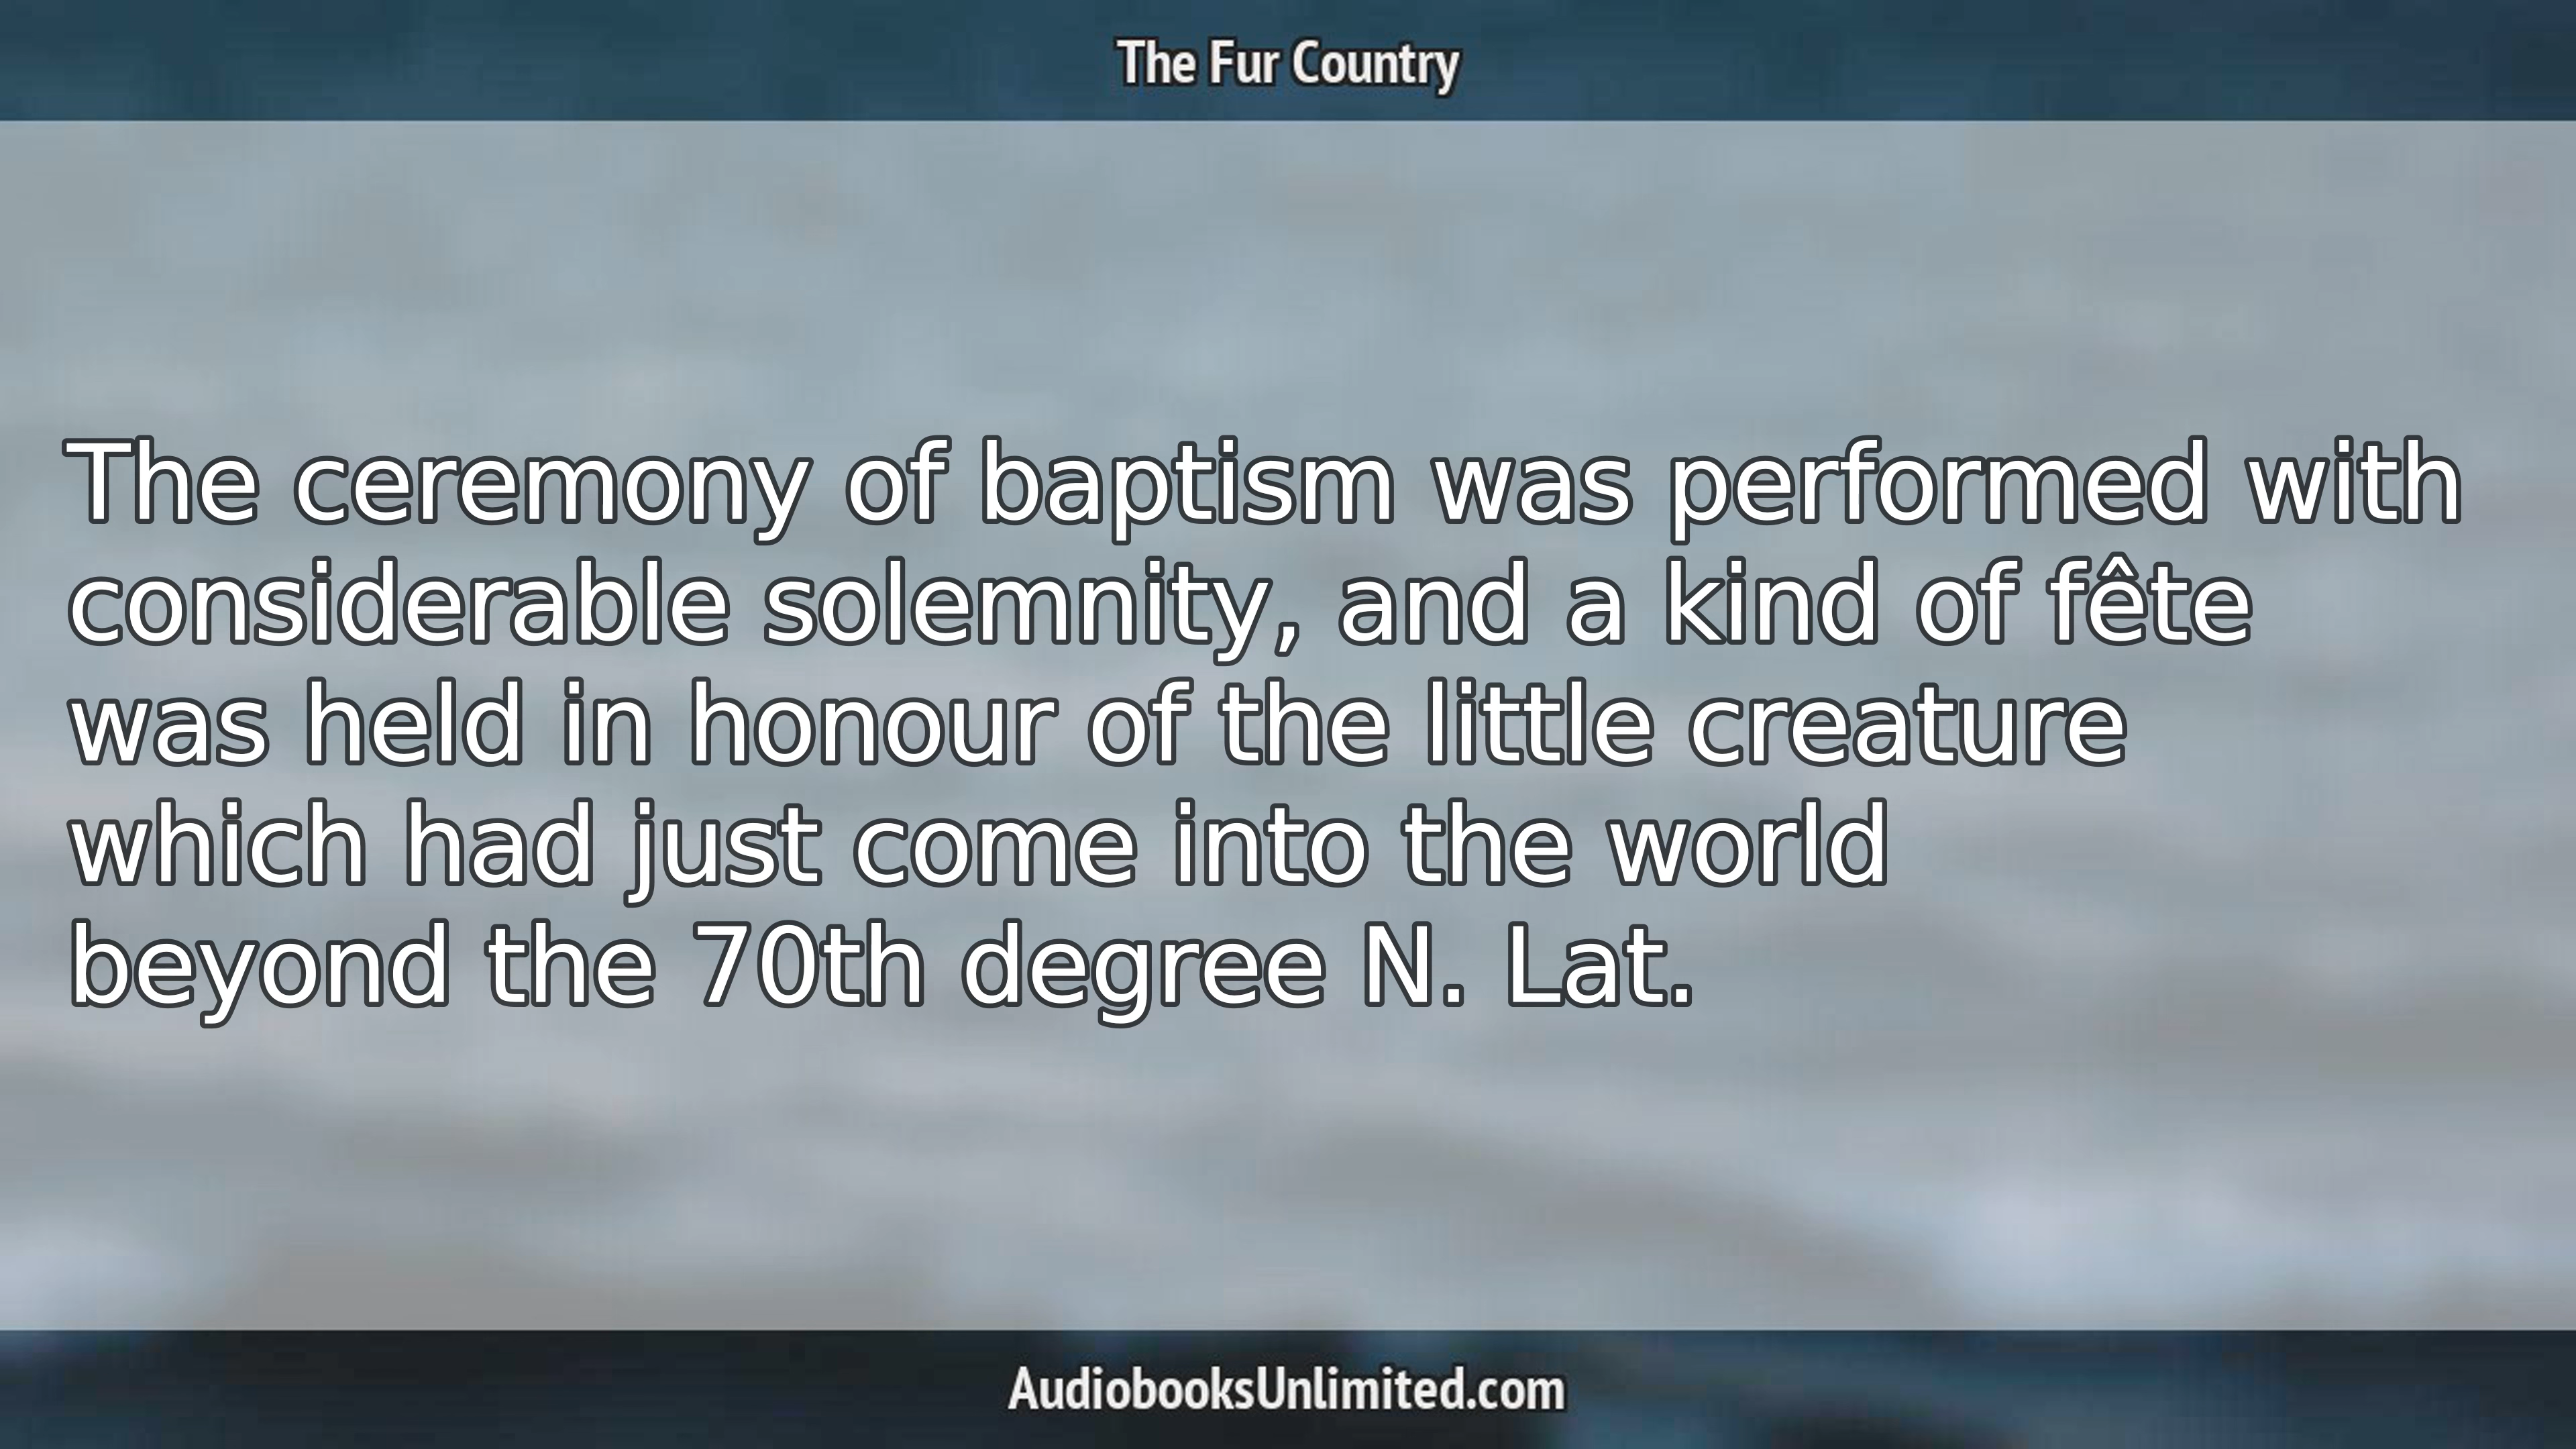 The Fur Country
The ceremony of baptism was performed with
considerable solemnity, and a kind of fête
was held in honour of the little creature
which had just come into the world
beyond the 70th degree N. Lat.
AudiobooksUnlimited.com